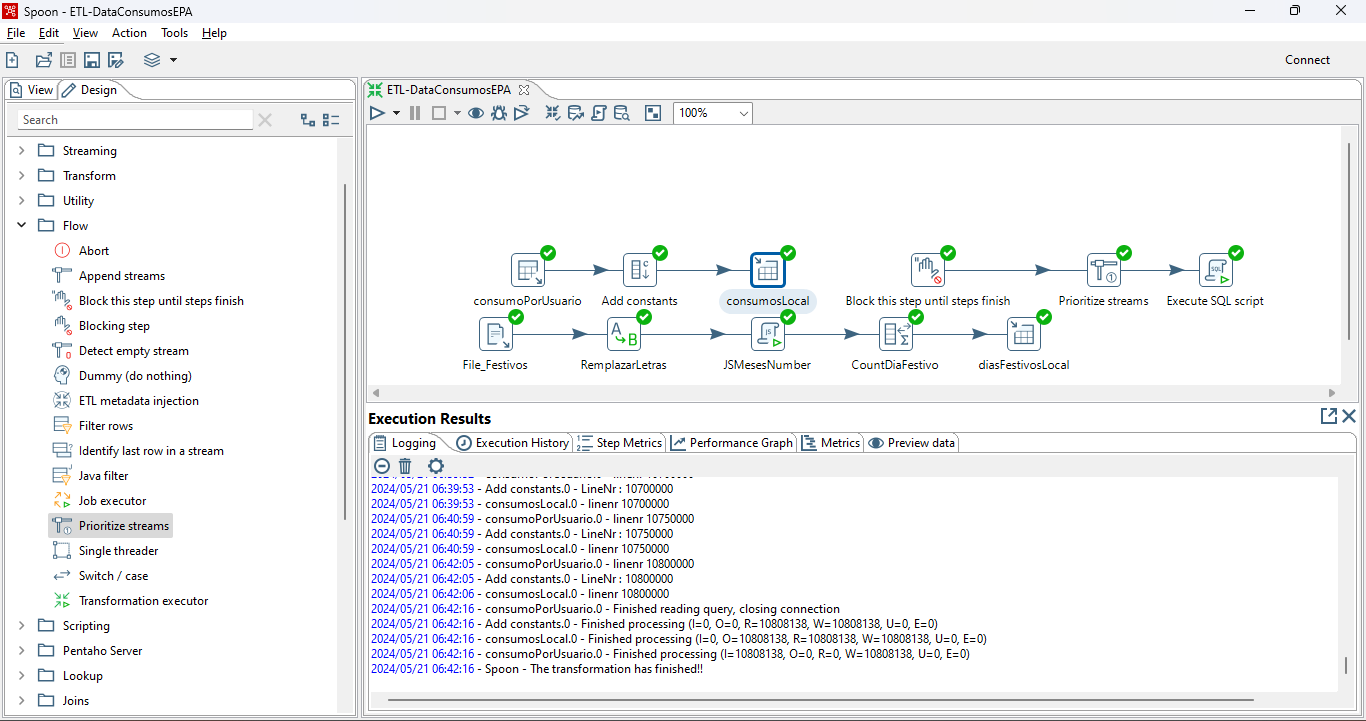 Spoon - ETL-DataConsumosEPA
File Edit View Action Tools Help
Connect
View Design
Search
Streaming
Transform
Utility
Flow
Abort
Append streams
Block this step until steps finish
Blocking step
Detect empty stream
Dummy (do nothing)
ETL metadata injection
Filter rows
Identify last row in a stream
Java filter
Job executor
Prioritize streams
Single threader
Switch / case
Transformation executor
Scripting
Pentaho Server
Lookup
Joins
ETL-DataConsumosEPA
100%
consumoPorUsuario Add constants consumosLocal Block this step until steps finish Prioritize streams Execute SQL script
File_Festivos RemplazarLetras JSMesesNumber CountDiaFestivo diasFestivosLocal
Execution Results
Logging Execution History Step Metrics Performance Graph Metrics Preview data
2024/05/21 06:39:53 - Add constants.0 - LineNr : 10700000
2024/05/21 06:39:53 - consumosLocal.0 - linenr 10700000
2024/05/21 06:40:59 - consumoPorUsuario.0 - linenr 10750000
2024/05/21 06:40:59 - Add constants.0 - LineNr : 10750000
2024/05/21 06:40:59 - consumosLocal.0 - linenr 10750000
2024/05/21 06:42:05 - consumoPorUsuario.0 - linenr 10800000
2024/05/21 06:42:05 - Add constants.0 - LineNr : 10800000
2024/05/21 06:42:06 - consumosLocal.0 - linenr 10800000
2024/05/21 06:42:16 - consumoPorUsuario.0 - Finished reading query, closing connection
2024/05/21 06:42:16 - Add constants.0 - Finished processing (I=0, O=0, R=10808138, W=10808138, U=0, E=0)
2024/05/21 06:42:16 - consumosLocal.0 - Finished processing (I=0, O=10808138, R=10808138, W=10808138, U=0, E=0)
2024/05/21 06:42:16 - consumoPorUsuario.0 - Finished processing (I=10808138, O=0, R=0, W=10808138, U=0, E=0)
2024/05/21 06:42:16 - Spoon - The transformation has finished!!